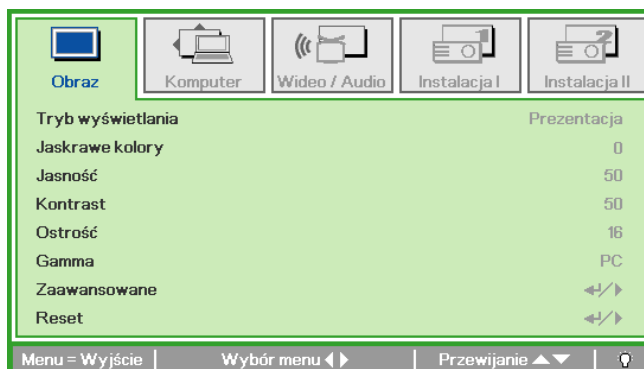 Obraz Komputer Wideo / Audio Instalacja I Instalacja II
Tryb wyświetlania Prezentacja
Jaskrawe kolory 0
Jasność 50
Kontrast 50
Ostrość 16
Gamma PC
Zaawansowane
Reset
Menu = Wyjście Wybór menu Przewijanie